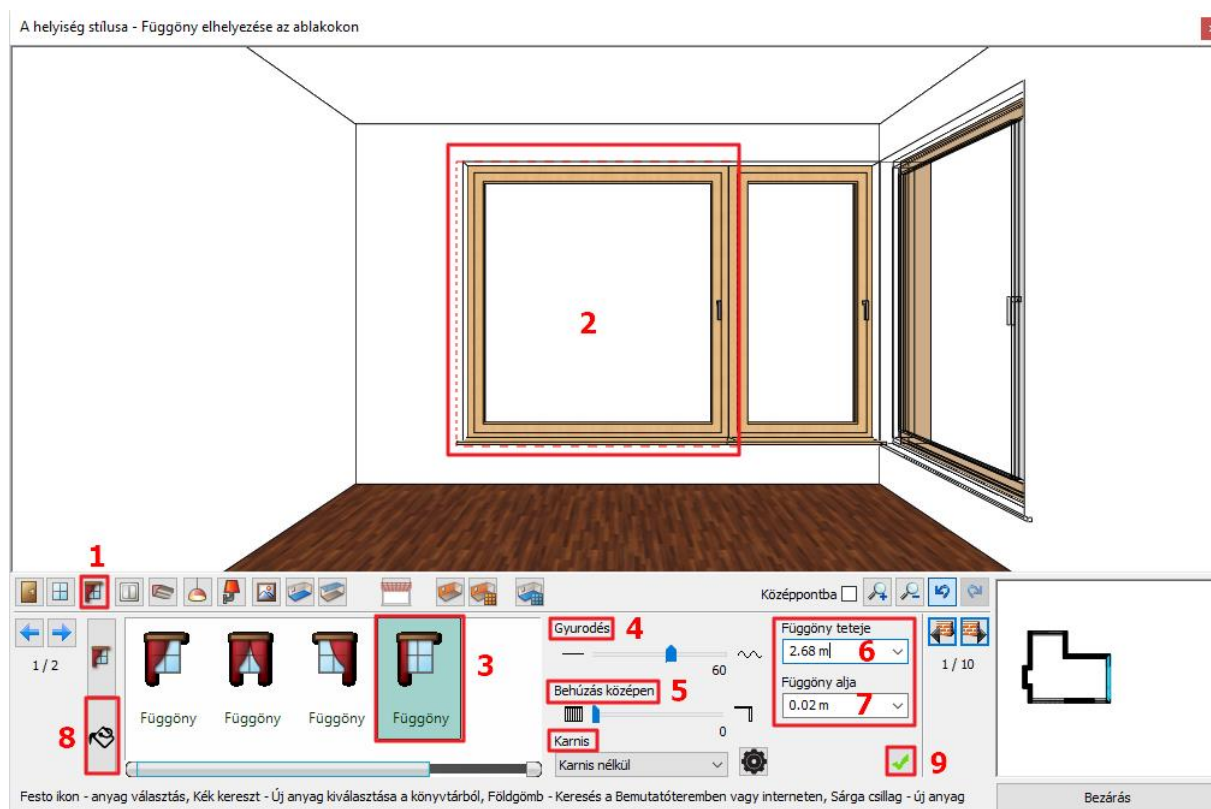 A helyiség stílusa - Függöny elhelyezése az ablakokon
2
1
Középpontba
1 / 2
Függöny
Függöny
Függöny
Függöny
3
Gyurodés
4
60
Behúzás középen
5
0
Karnis
Karnis nélkül
Függöny teteje
2.68 m
6
Függöny alja
0.02 m
7
1 / 10
8
9
Festo ikon - anyag választás, Kék kereszt - Új anyag kiválasztása a könyvtárból, Földgömb - Keresés a Bemutatóteremben vagy interneten, Sárga csillag - új anyag
Bezárás